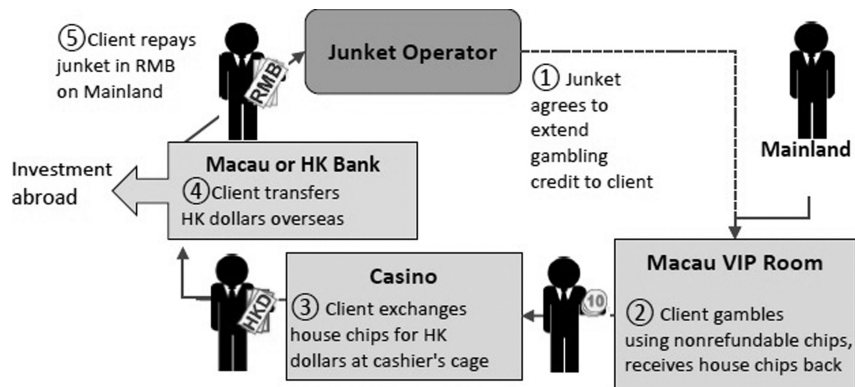 ⑤Client repays
junket in RMB
on Mainland
RMB
Junket Operator
①Junket
agrees to
extend
gambling
credit to client
Mainland
Investment
abroad
Macau or HK Bank
④Client transfers
HK dollars overseas
HKD
Casino
③ Client exchanges
house chips for HK
dollars at cashier's cage
10
Macau VIP Room
② Client gambles
using nonrefundable chips,
receives house chips back